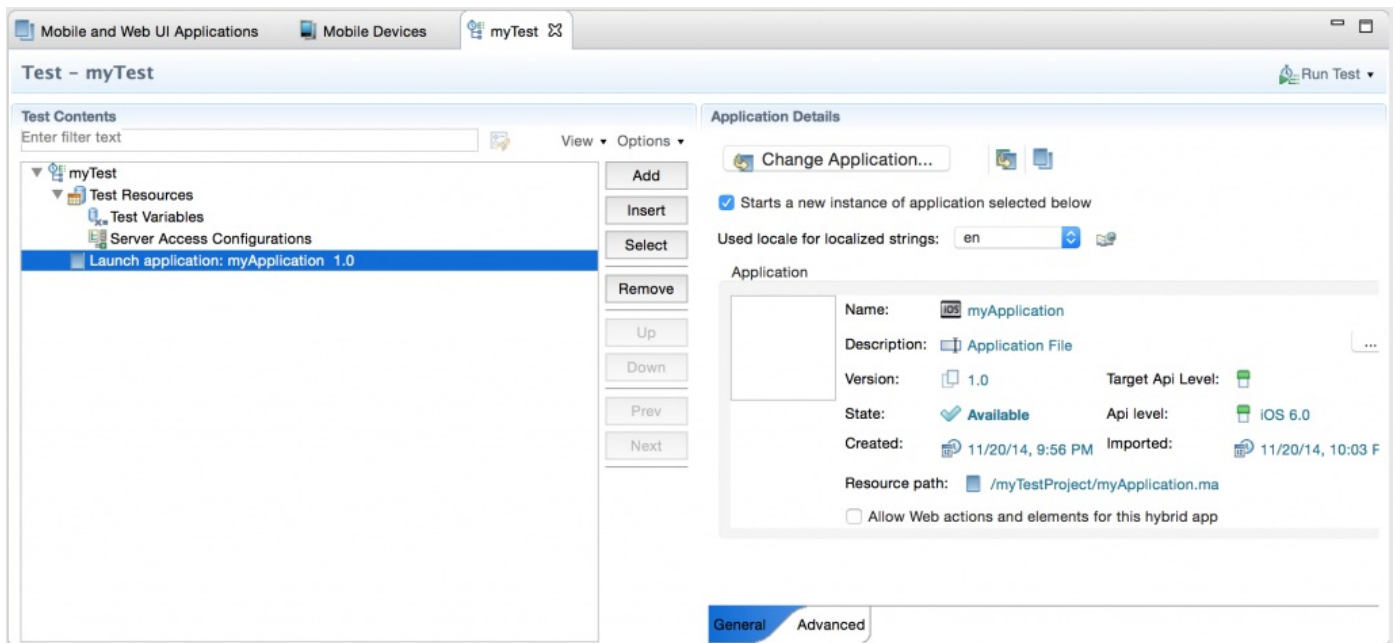 Mobile and Web UI Applications
Mobile Devices
myTest
Test - myTest
Run Test
Test Contents
Enter filter text
View
Options
myTest
Test Resources
Test Variables
Server Access Configurations
Launch application: myApplication 1.0
Add
Insert
Select
Remove
Up
Down
Prev
Next
Application Details
Change Application...
Starts a new instance of application selected below
Used locale for localized strings: en
Application
Name: iOS myApplication
Description: Application File
...
Version: 1.0 Target Api Level:
State: Available Api level: iOS 6.0
Created: 11/20/14, 9:56 PM Imported: 11/20/14, 10:03 P
Resource path: /myTestProject/myApplication.ma
Allow Web actions and elements for this hybrid app
General
Advanced